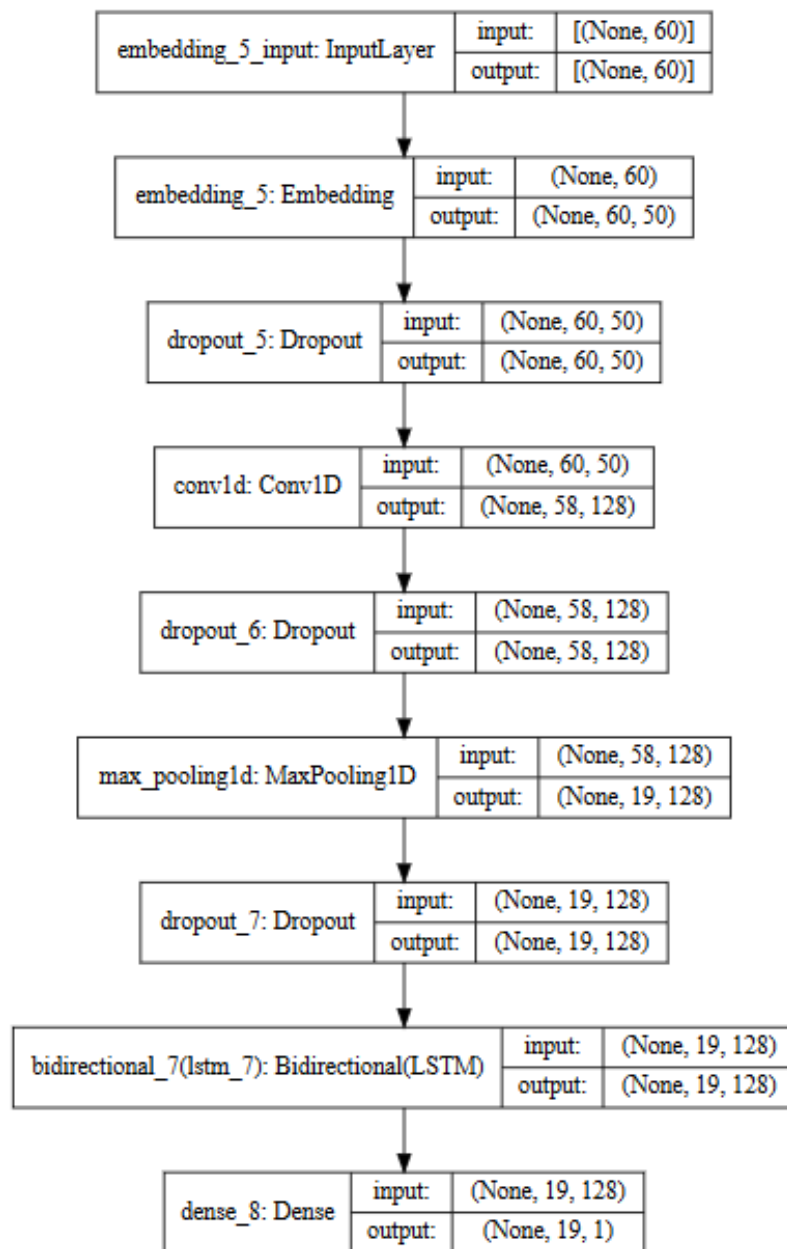 embedding_5_input: InputLayer
input: [(None, 60)]
output: [(None, 60)]
embedding_5: Embedding
input: (None, 60)
output: (None, 60, 50)
dropout_5: Dropout
input: (None, 60, 50)
output: (None, 60, 50)
conv1d: Conv1D
input: (None, 60, 50)
output: (None, 58, 128)
dropout_6: Dropout
input: (None, 58, 128)
output: (None, 58, 128)
max_pooling1d: MaxPooling1D
input: (None, 58, 128)
output: (None, 19, 128)
dropout_7: Dropout
input: (None, 19, 128)
output: (None, 19, 128)
bidirectional_7(lstm_7): Bidirectional(LSTM)
input: (None, 19, 128)
output: (None, 19, 128)
dense_8: Dense
input: (None, 19, 128)
output: (None, 19, 1)